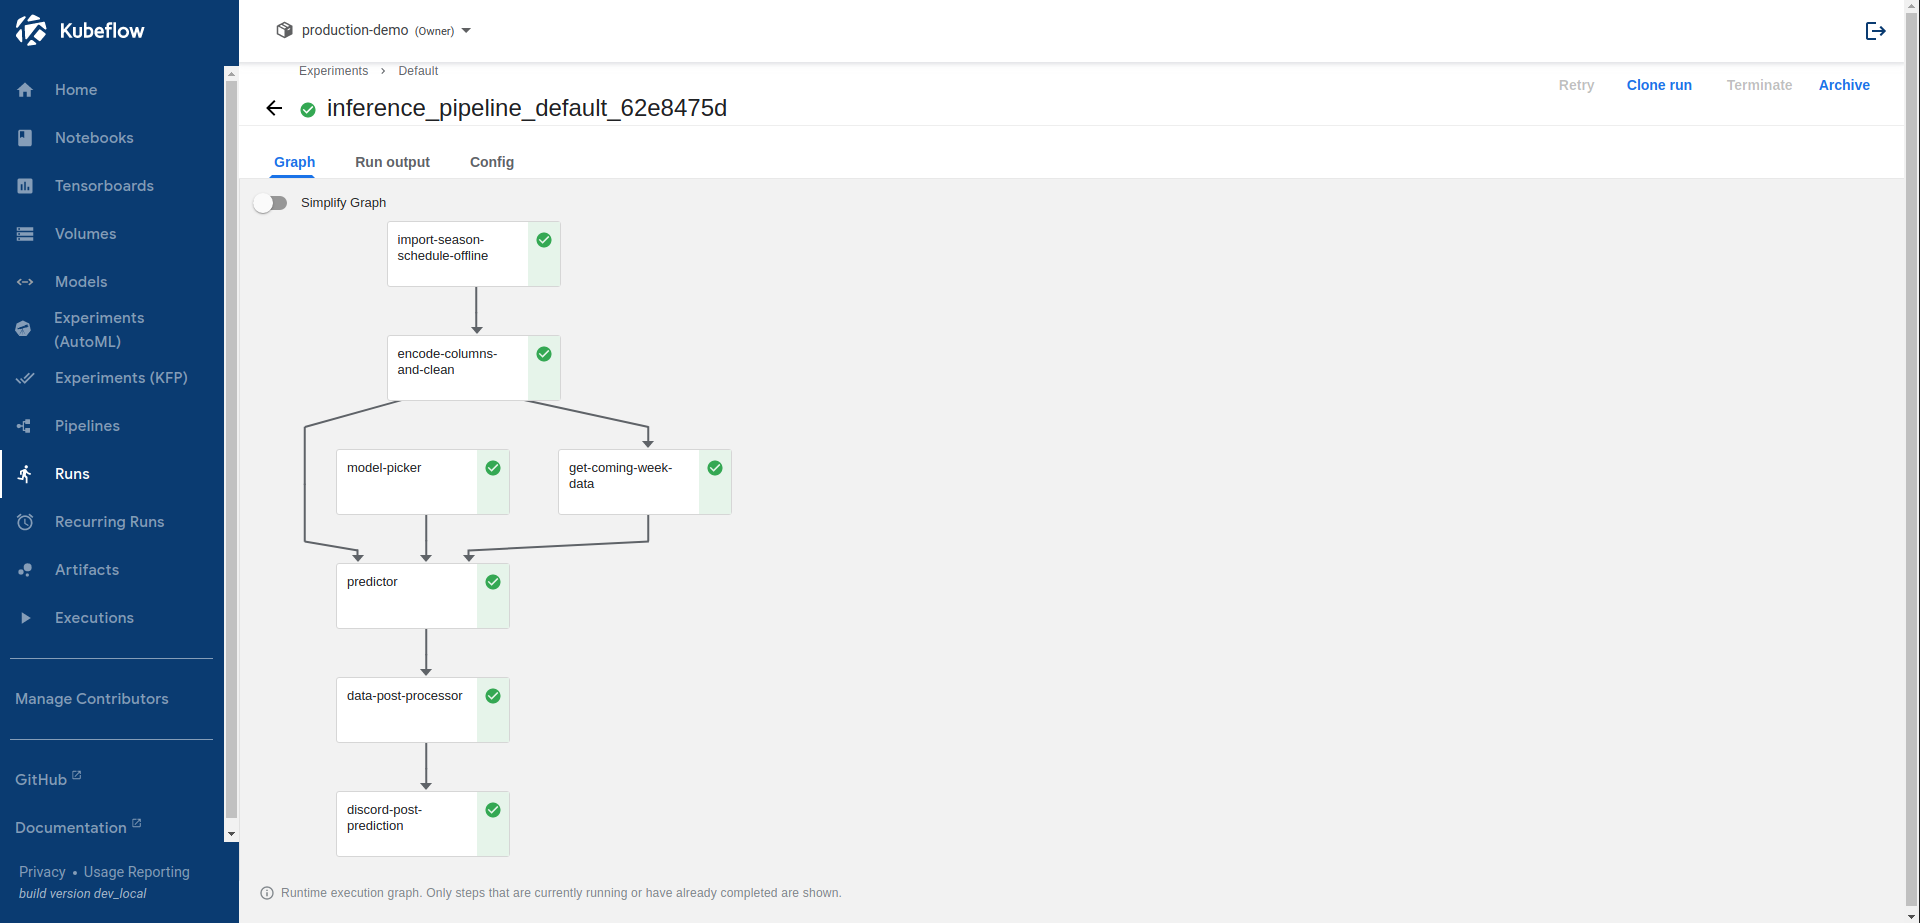 Kubeflow
Home
Notebooks
Tensorboards
Volumes
Models
Experiments
(AutoML)
Experiments (KFP)
Pipelines
Runs
Recurring Runs
Artifacts
Executions
Manage Contributors
GitHub
Documentation
Privacy • Usage Reporting
build version dev_local
production-demo (Owner)
Experiments > Default
inference_pipeline_default_62e8475d
Retry Clone run Terminate Archive
Graph Run output Config
Simplify Graph
import-season-
schedule-offline
encode-columns-
and-clean
model-picker
get-coming-week-
data
predictor
data-post-processor
discord-post-
prediction
Runtime execution graph. Only steps that are currently running or have already completed are shown.